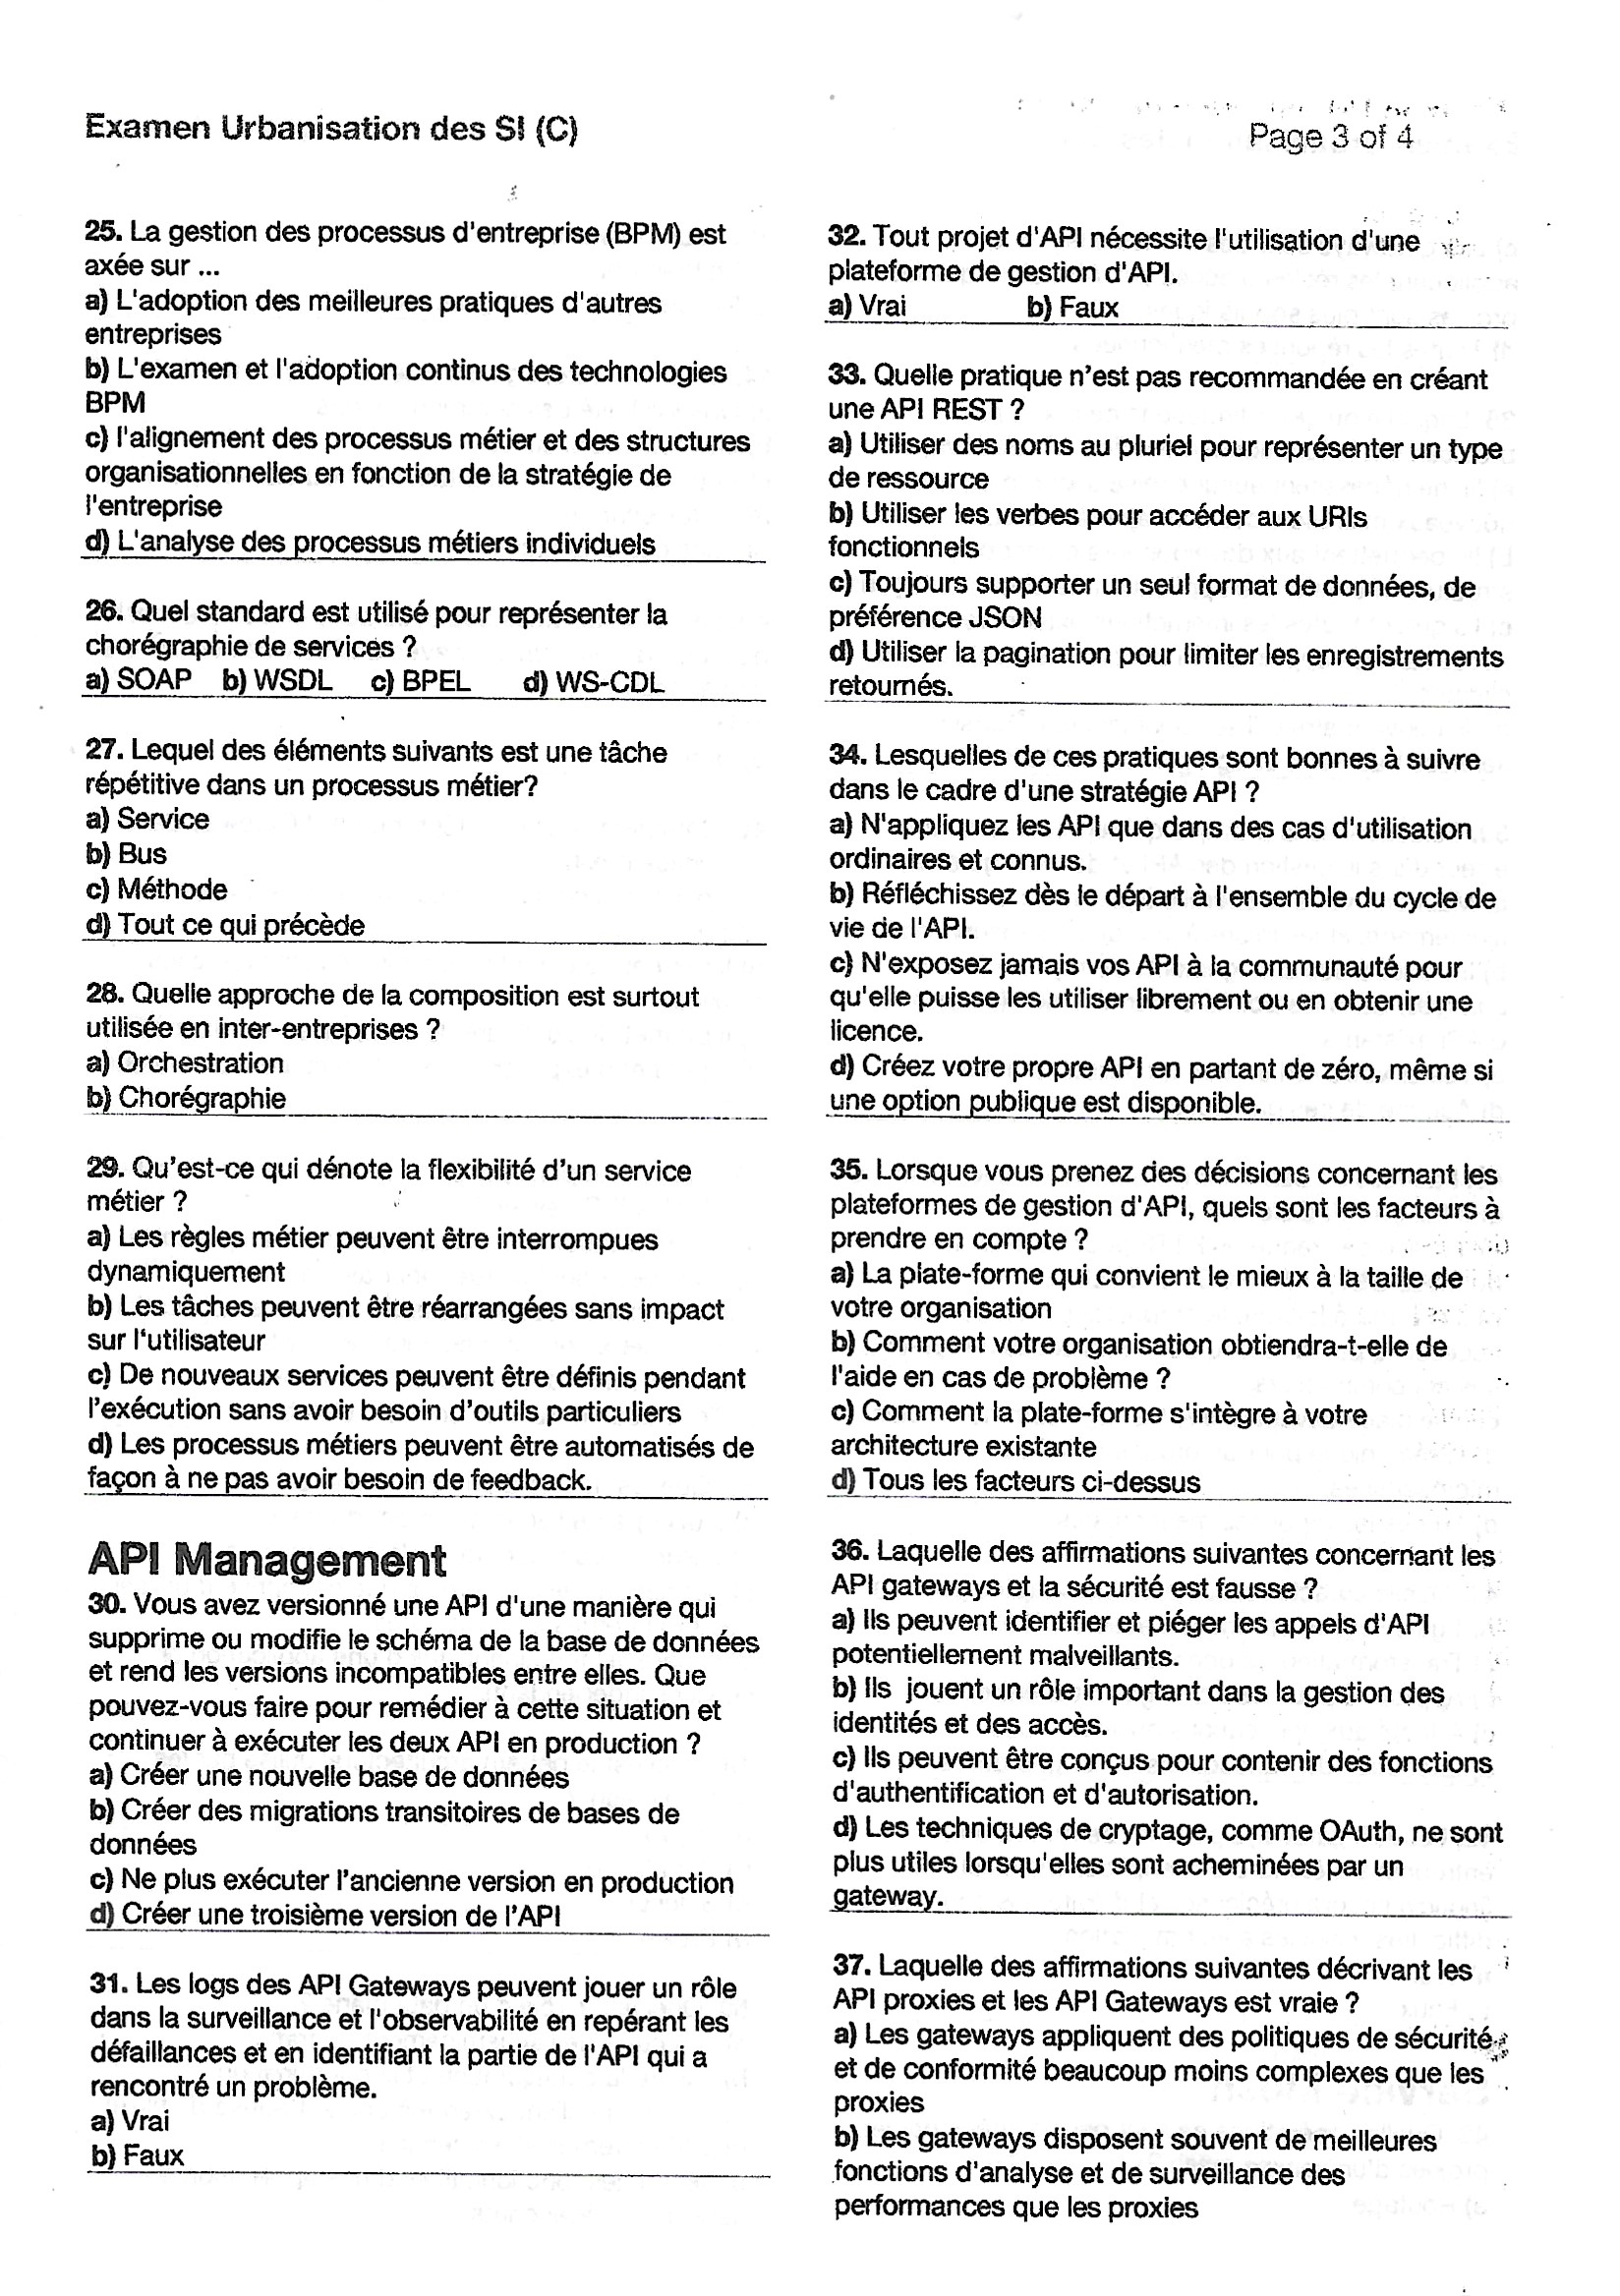 Examen Urbanisation des SI (C)
Page 3 of 4
25. La gestion des processus d'entreprise (BPM) est
axée sur ...
a) L'adoption des meilleures pratiques d'autres
entreprises
b) L'examen et l'adoption continus des technologies
BPM
c) l'alignement des processus métier et des structures
organisationnelles en fonction de la stratégie de
l'entreprise
d) L'analyse des processus métiers individuels
26. Quel standard est utilisé pour représenter la
chorégraphie de services ?
a) SOAP b) WSDL c) BPEL d) WS-CDL
27. Lequel des éléments suivants est une tâche
répétitive dans un processus métier?
a) Service
b) Bus
c) Méthode
d) Tout ce qui précède
28. Quelle approche de la composition est surtout
utilisée en inter-entreprises ?
a) Orchestration
b) Chorégraphie
29. Qu'est-ce qui dénote la flexibilité d'un service
métier ?
a) Les règles métier peuvent être interrompues
dynamiquement
b) Les tâches peuvent être réarrangées sans impact
sur l'utilisateur
c) De nouveaux services peuvent être définis pendant
l'exécution sans avoir besoin d'outils particuliers
d) Les processus métiers peuvent être automatisés de
façon à ne pas avoir besoin de feedback.
API Management
30. Vous avez versionné une API d'une manière qui
supprime ou modifie le schéma de la base de données
et rend les versions incompatibles entre elles. Que
pouvez-vous faire pour remédier à cette situation et
continuer à exécuter les deux API en production ?
a) Créer une nouvelle base de données
b) Créer des migrations transitoires de bases de
données
c) Ne plus exécuter l'ancienne version en production
d) Créer une troisième version de l'API
31. Les logs des API Gateways peuvent jouer un rôle
dans la surveillance et l'observabilité en repérant les
défaillances et en identifiant la partie de l'API qui a
rencontré un problème.
a) Vrai
b) Faux
32. Tout projet d'API nécessite l'utilisation d'une
plateforme de gestion d'API.
a) Vrai b) Faux
33. Quelle pratique n'est pas recommandée en créant
une API REST ?
a) Utiliser des noms au pluriel pour représenter un type
de ressource
b) Utiliser les verbes pour accéder aux URIs
fonctionnels
c) Toujours supporter un seul format de données, de
préférence JSON
d) Utiliser la pagination pour limiter les enregistrements
retournés.
34. Lesquelles de ces pratiques sont bonnes à suivre
dans le cadre d'une stratégie API ?
a) N'appliquez les API que dans des cas d'utilisation
ordinaires et connus.
b) Réfléchissez dès le départ à l'ensemble du cycle de
vie de l'API.
c) N'exposez jamais vos API à la communauté pour
qu'elle puisse les utiliser librement ou en obtenir une
licence.
d) Créez votre propre API en partant de zéro, même si
une option publique est disponible.
35. Lorsque vous prenez des décisions concernant les
plateformes de gestion d'API, quels sont les facteurs à
prendre en compte ?
a) La plate-forme qui convient le mieux à la taille de
votre organisation
b) Comment votre organisation obtiendra-t-elle de
l'aide en cas de problème ?
c) Comment la plate-forme s'intègre à votre
architecture existante
d) Tous les facteurs ci-dessus
36. Laquelle des affirmations suivantes concernant les
API gateways et la sécurité est fausse ?
a) Ils peuvent identifier et piéger les appels d'API
potentiellement malveillants.
b) Ils jouent un rôle important dans la gestion des
identités et des accès.
c) Ils peuvent être conçus pour contenir des fonctions
d'authentification et d'autorisation.
d) Les techniques de cryptage, comme OAuth, ne sont
plus utiles lorsqu'elles sont acheminées par un
gateway.
37. Laquelle des affirmations suivantes décrivant les
API proxies et les API Gateways est vraie ?
a) Les gateways appliquent des politiques de sécurité
et de conformité beaucoup moins complexes que les
proxies
b) Les gateways disposent souvent de meilleures
fonctions d'analyse et de surveillance des
performances que les proxies